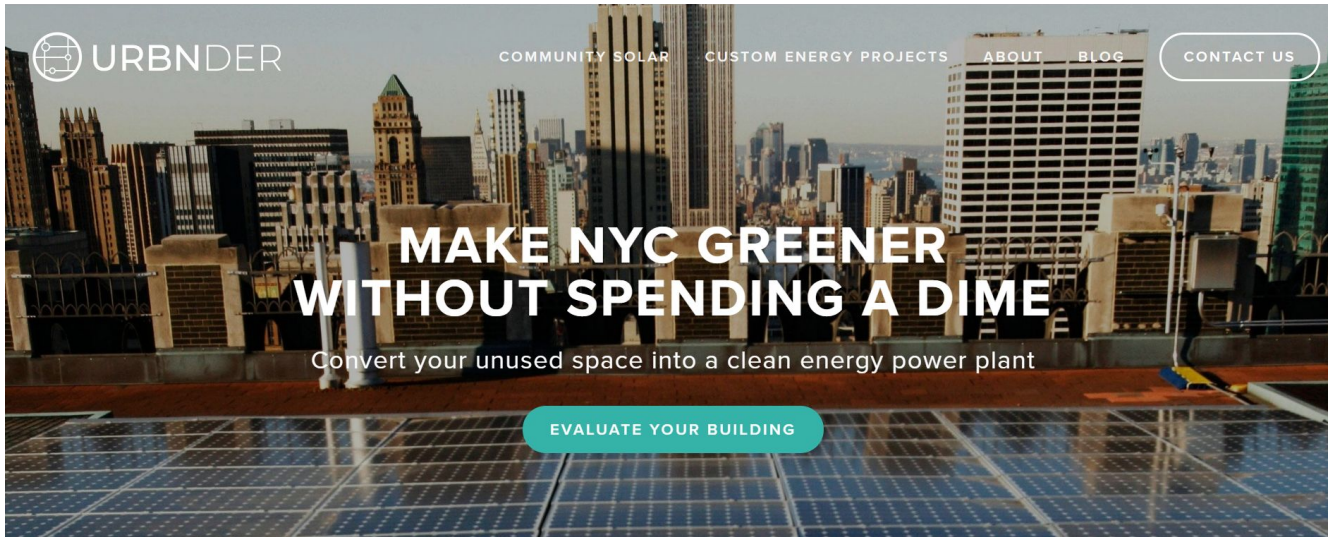 URBNDER
COMMUNITY SOLAR
CUSTOM ENERGY PROJECTS
ABOUT
BLOG
CONTACT US
MAKE NYC GREENER
WITHOUT SPENDING A DIME
Convert your unused space into a clean energy power plant
EVALUATE YOUR BUILDING